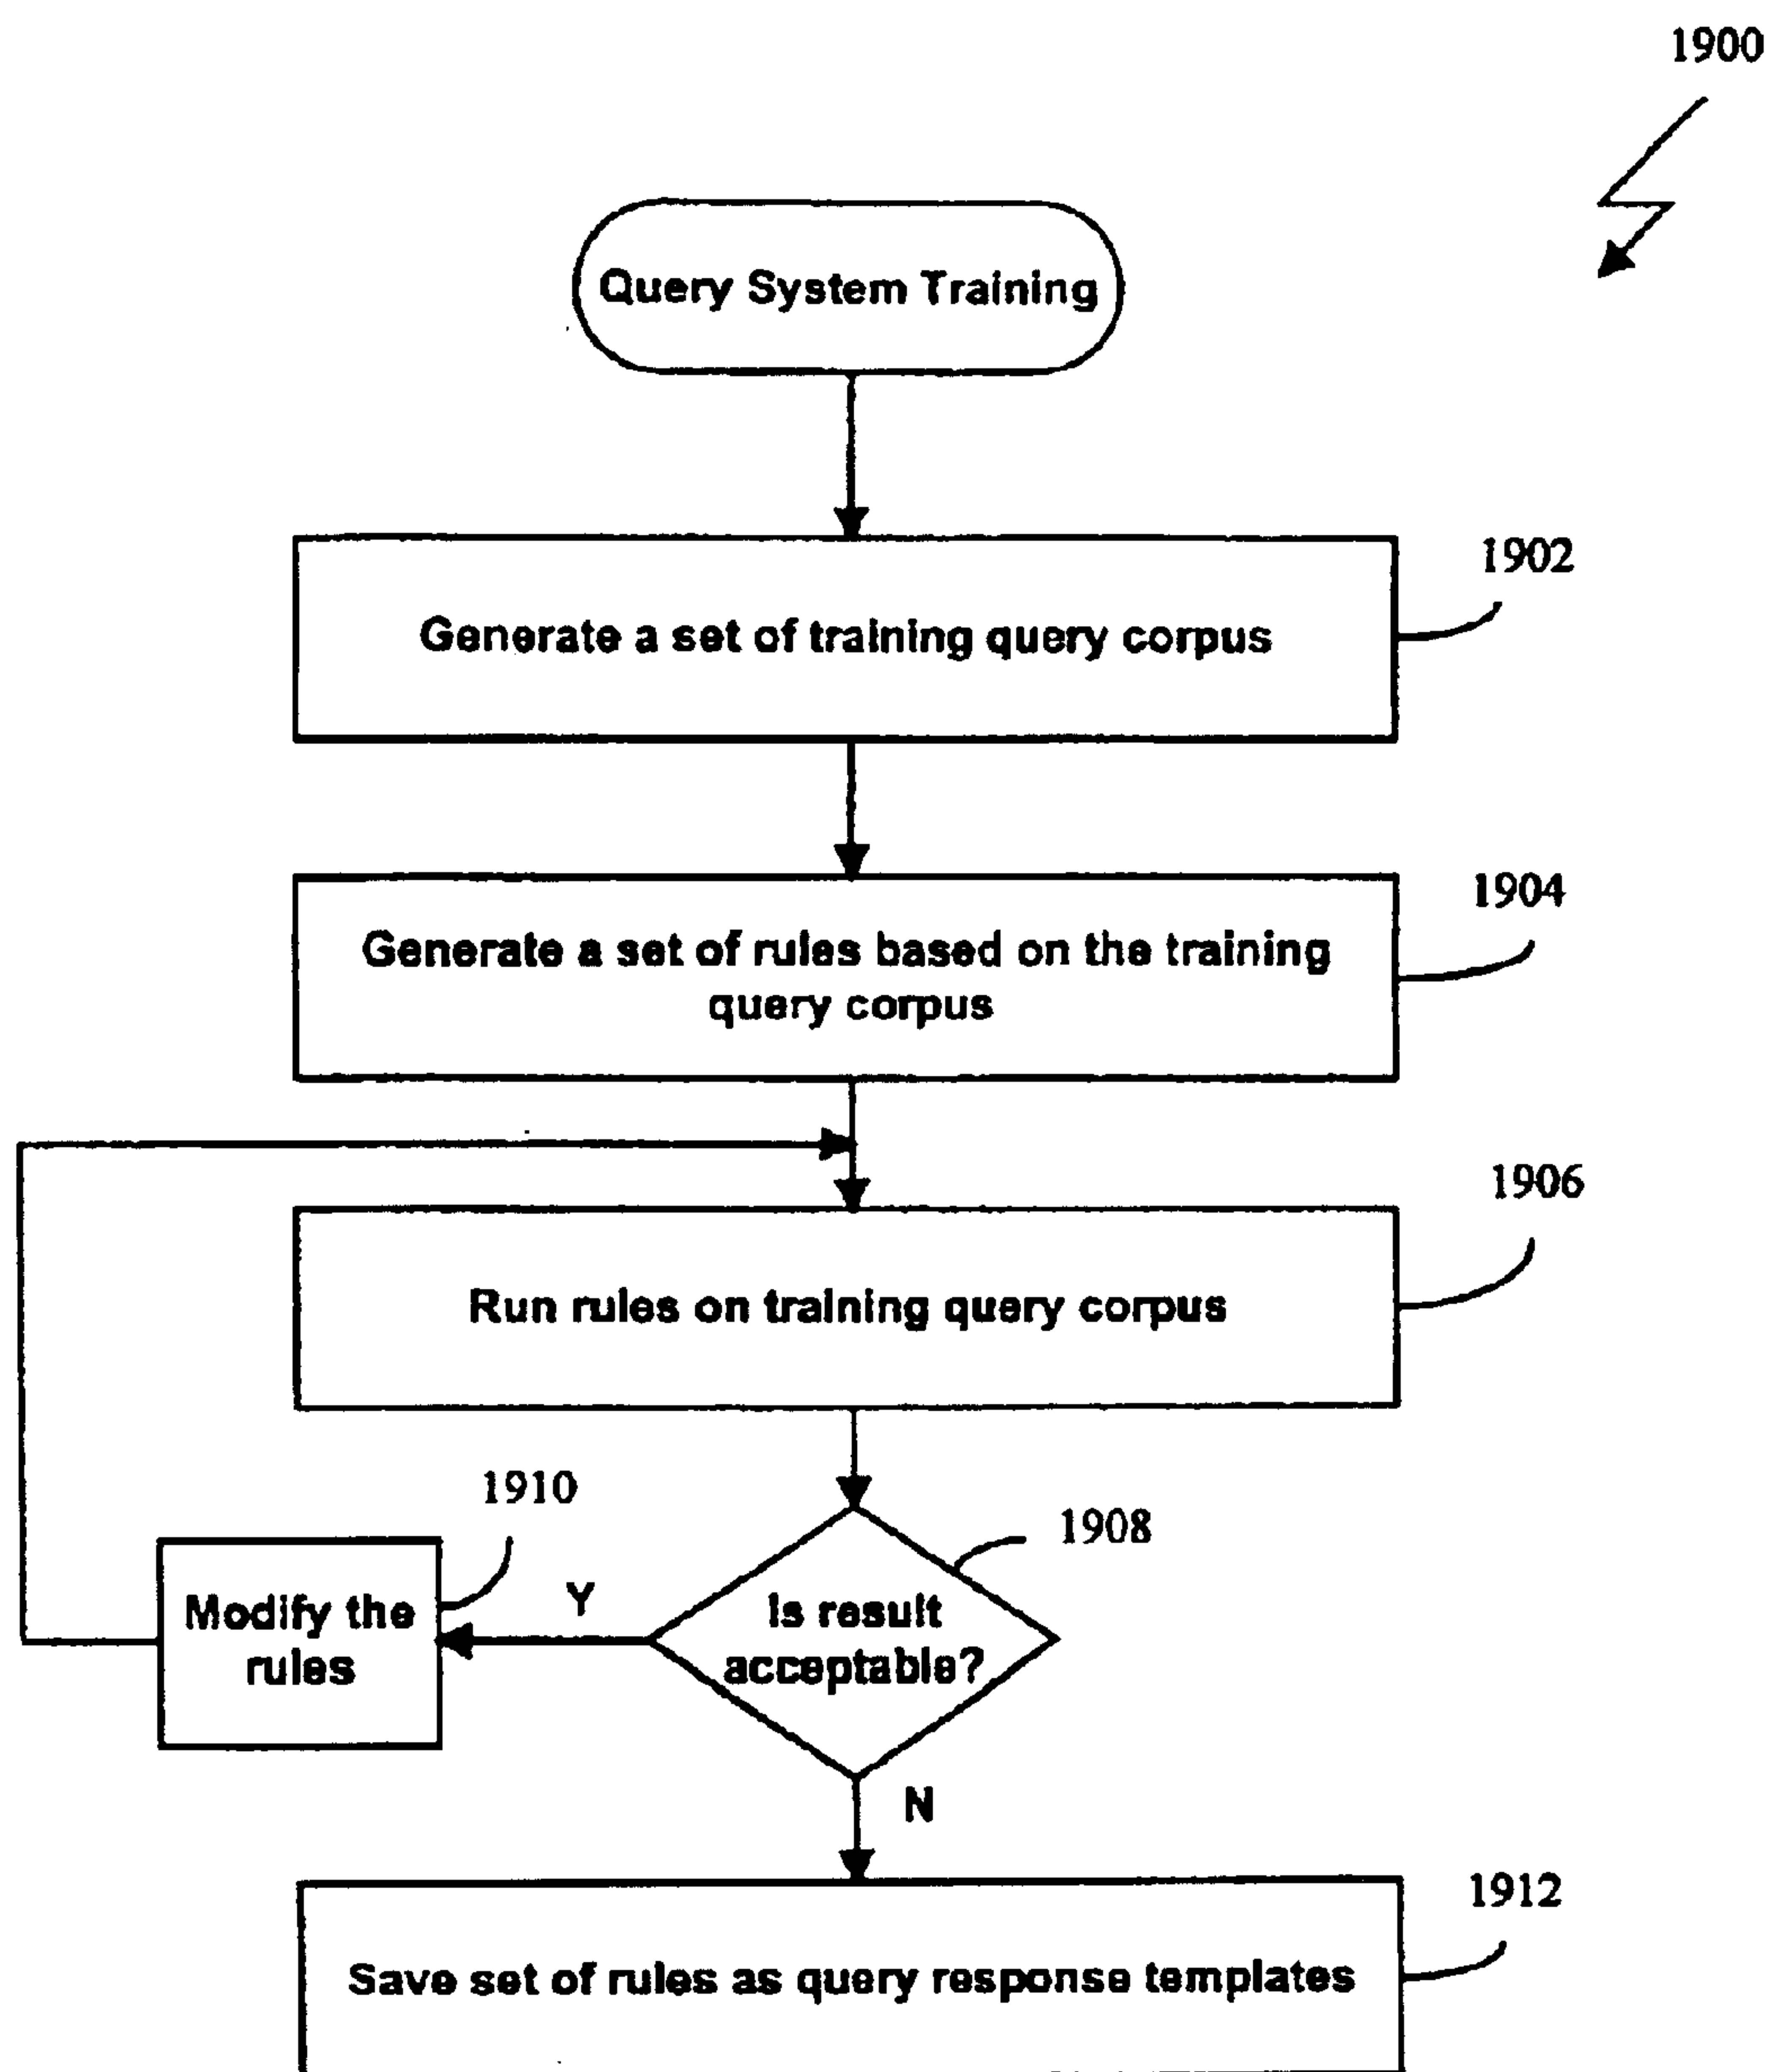 1900
Query System Training
1902
Generate a set of training query corpus
1904
Generate a set of rules based on the training
query corpus
1906
Run rules on training query corpus
1910
1908
Modify the
rules
Y
Is result
acceptable?
N
1912
Save set of rules as query response templates